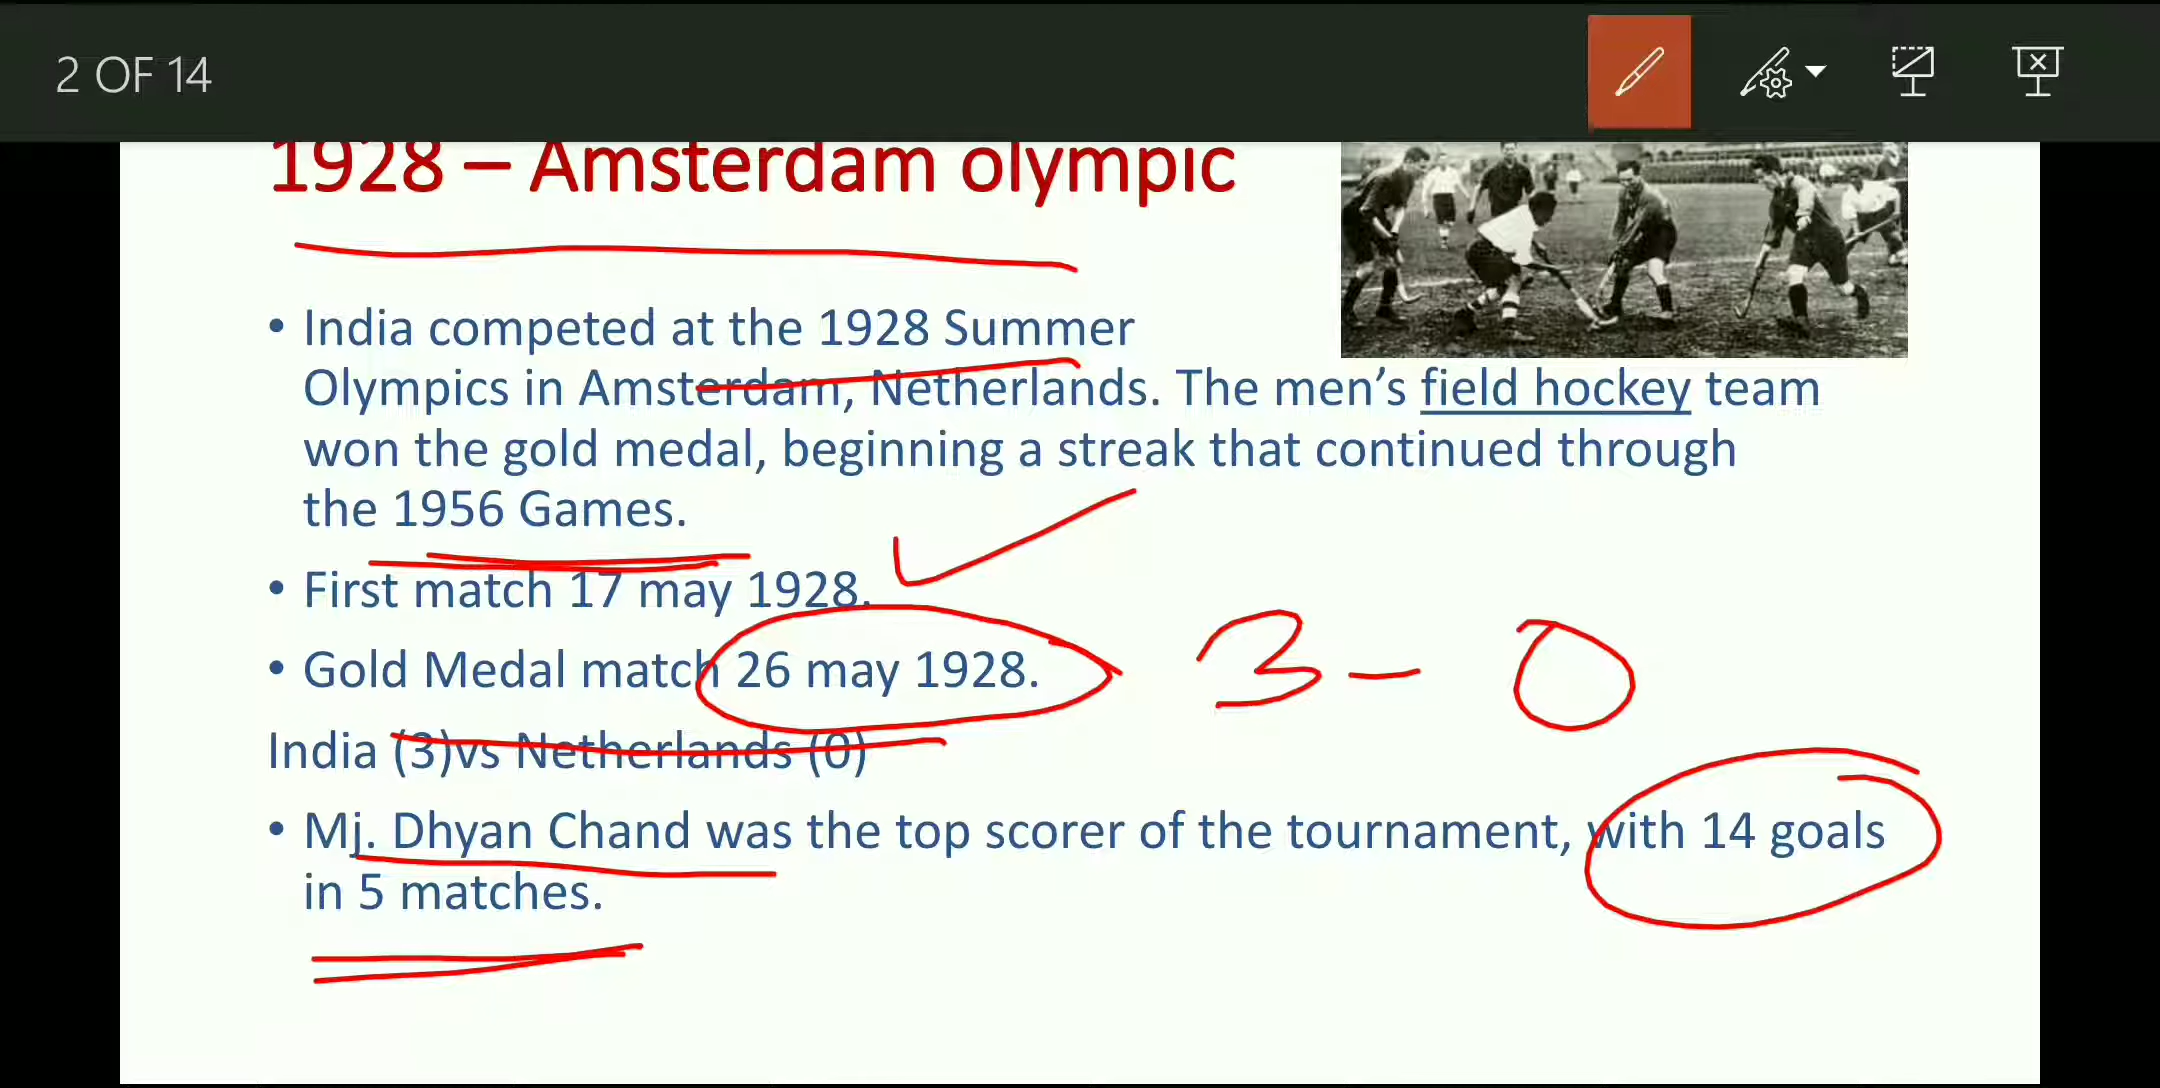 2 OF 14
1928 – Amsterdam olympic
• India competed at the 1928 Summer
Olympics in Amsterdam, Netherlands. The men’s field hockey team
won the gold medal, beginning a streak that continued through
the 1956 Games.
• First match 17 may 1928.
• Gold Medal match 26 may 1928.
3 – 0
India (3)vs Netherlands (0)
• Mj. Dhyan Chand was the top scorer of the tournament, with 14 goals
in 5 matches.